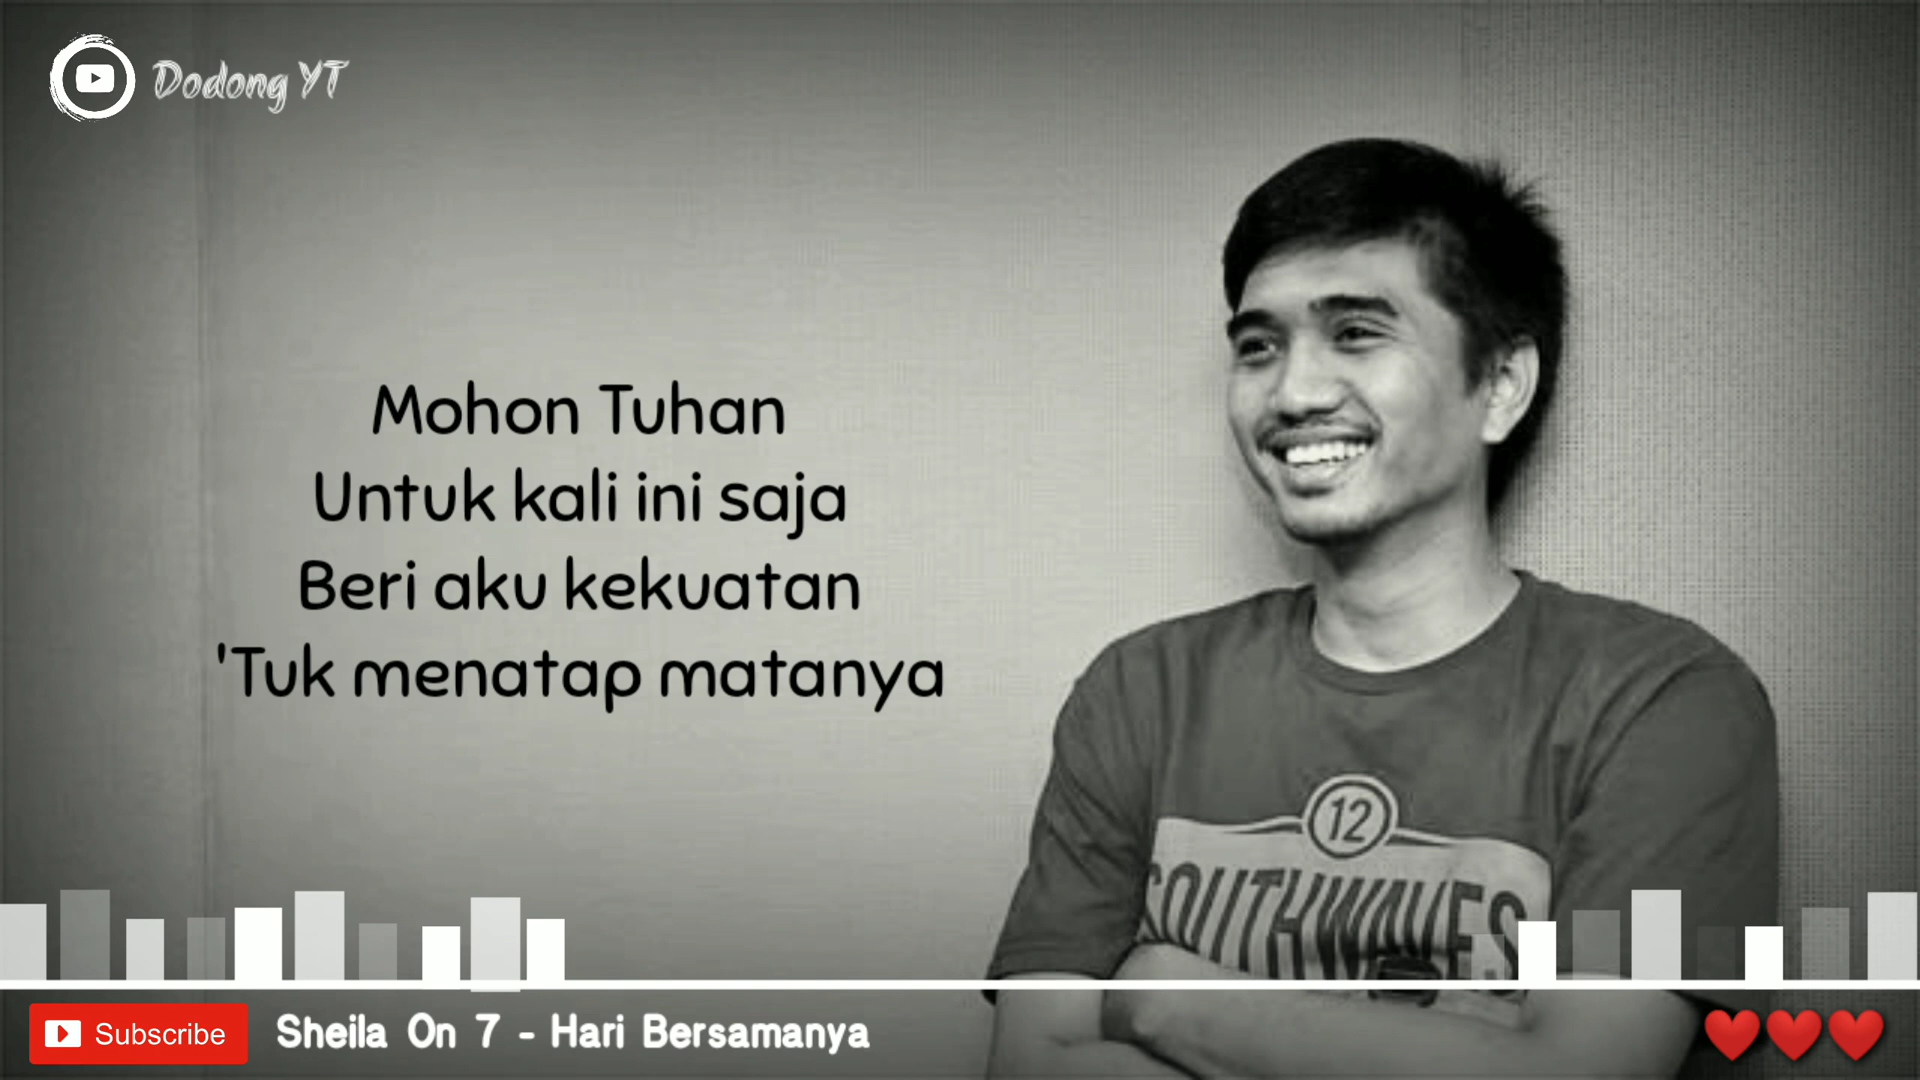 Dodong YT
Mohon Tuhan
Untuk kali ini saja
Beri aku kekuatan
'Tuk menatap matanya
12
SOUTHWAVES
Subscribe
Sheila On 7 - Hari Bersamanya